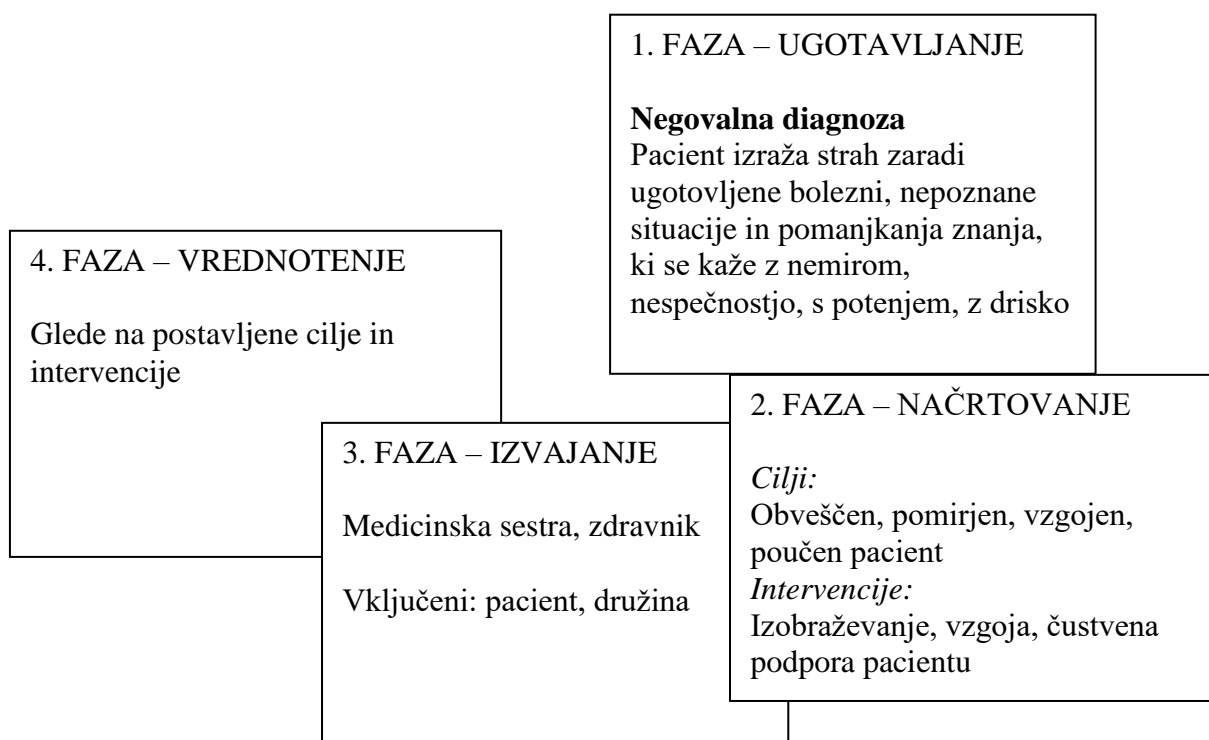 1. FAZA – UGOTAVLJANJE
Negovalna diagnoza
Pacient izraža strah zaradi
ugotovljene bolezni, nepoznane
situacije in pomanjkanja znanja,
ki se kaže z nemirom,
nespečnostjo, s potenjem, z drisko
2. FAZA – NAČRTOVANJE
Cilji:
Obveščen, pomirjen, vzgojen,
poučen pacient
Intervencije:
Izobraževanje, vzgoja, čustvena
podpora pacientu
3. FAZA – IZVAJANJE
Medicinska sestra, zdravnik
Vključeni: pacient, družina
4. FAZA – VREDNOTENJE
Glede na postavljene cilje in
intervencije